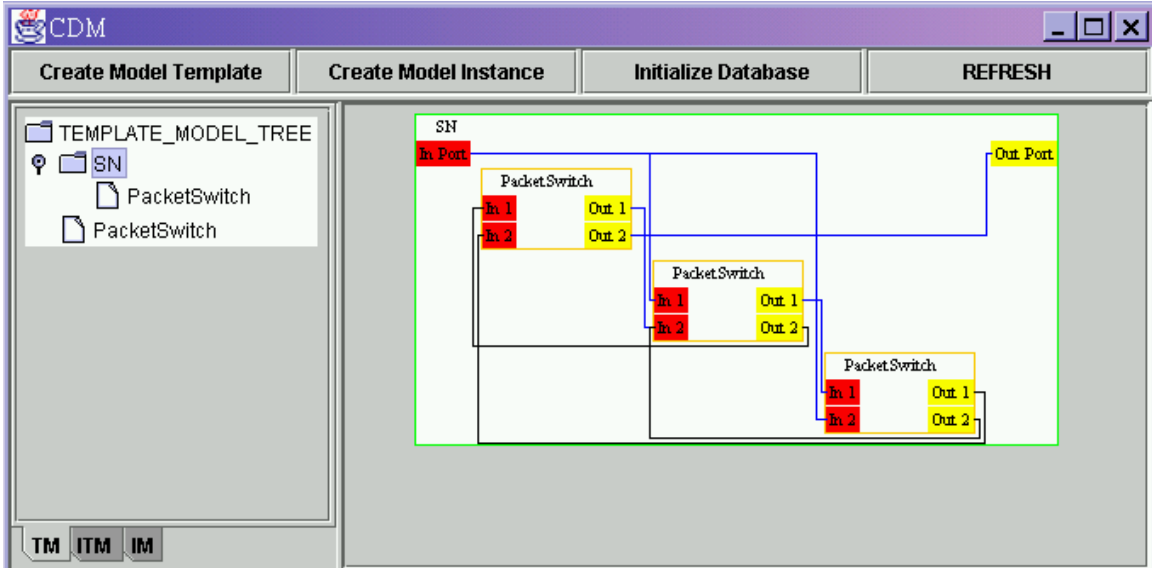 CDM
Create Model Template Create Model Instance Initialize Database REFRESH
TEMPLATE_MODEL_TREE
SN
PacketSwitch
PacketSwitch
TM ITM IM
SN
In Port Out Port
PacketSwitch
In 1 Out 1
In 2 Out 2
PacketSwitch
In 1 Out 1
In 2 Out 2
PacketSwitch
In 1 Out 1
In 2 Out 2